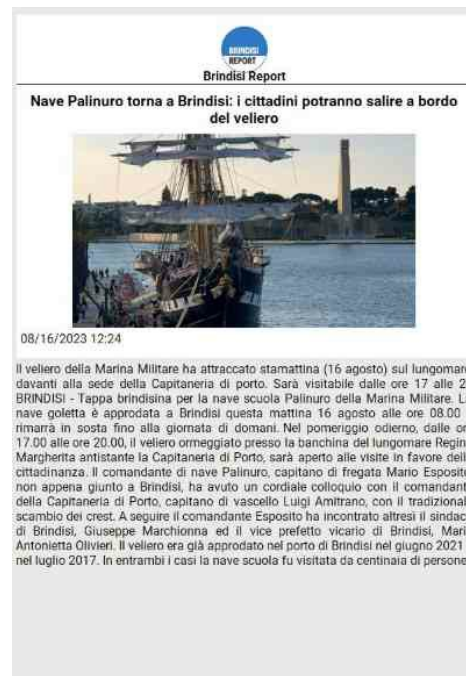 BRINDISI
REPORT
Brindisi Report
Nave Palinuro torna a Brindisi: i cittadini potranno salire a bordo
del veliero
08/16/2023 12:24
Il veliero della Marina Militare ha attraccato stamattina (16 agosto) sul lungomare
davanti alla sede della Capitaneria di porto. Sarà visitabile dalle ore 17 alle 2
BRINDISI - Tappa brindisina per la nave scuola Palinuro della Marina Militare. L
nave goletta è approdata a Brindisi questa mattina 16 agosto alle ore 08.00
rimarrà in sosta fino alla giornata di domani. Nel pomeriggio odierno, dalle or
17.00 alle ore 20.00, il veliero ormeggiato presso la banchina del lungomare Regin
Margherita antistante la Capitaneria di Porto, sarà aperto alle visite in favore dell
cittadinanza. Il comandante di nave Palinuro, capitano di fregata Mario Esposit
non appena giunto a Brindisi, ha avuto un cordiale colloquio con il comandant
della Capitaneria di Porto, capitano di vascello Luigi Amitrano, con il tradizional
scambio dei crest. A seguire il comandante Esposito ha incontrato altresì il sindac
di Brindisi, Giuseppe Marchionna ed il vice prefetto vicario di Brindisi, Mari
Antonietta Olivieri. Il veliero era già approdato nel porto di Brindisi nel giugno 2021
nel luglio 2017. In entrambi i casi la nave scuola fu visitata da centinaia di persone